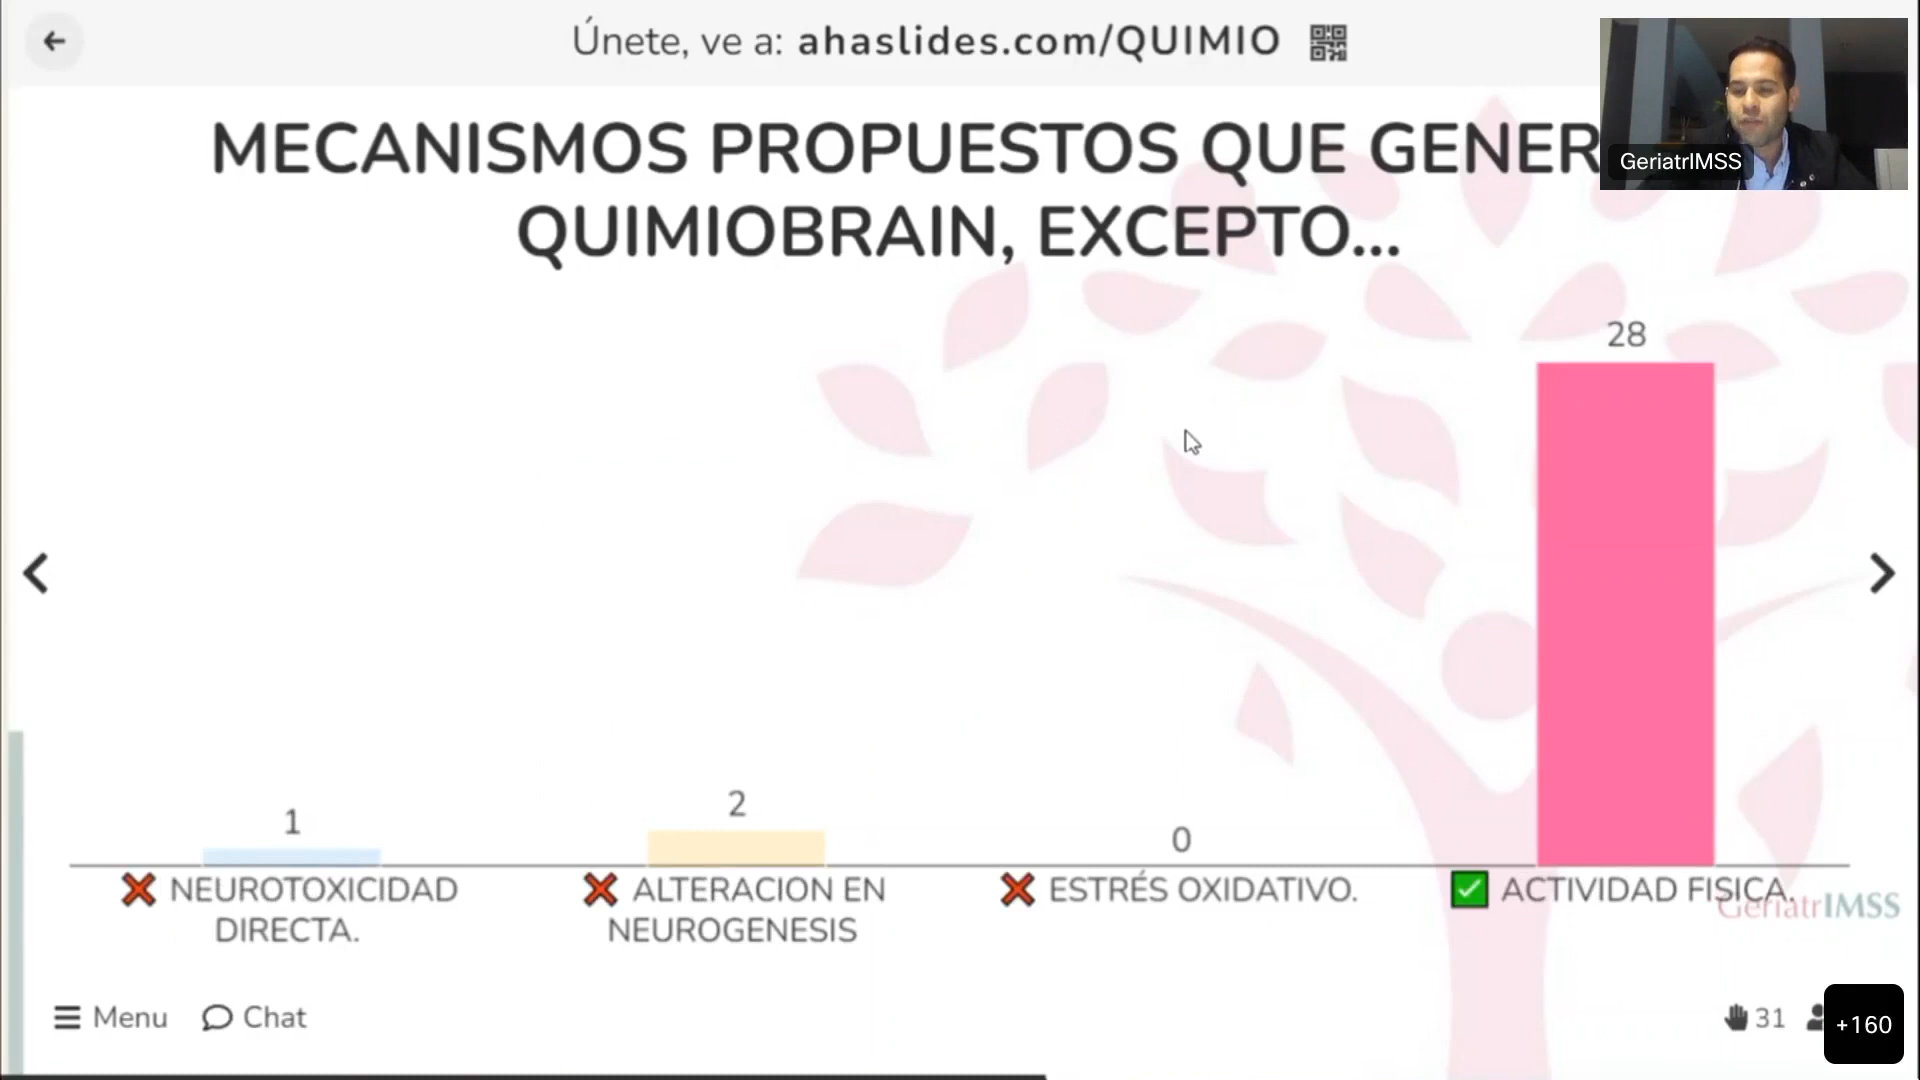 Únete, ve a: ahaslides.com/QUIMIO
GeriatrIMSS
MECANISMOS PROPUESTOS QUE GENER
QUIMIOBRAIN, EXCEPTO...
28
1
2
0
❌ NEUROTOXICIDAD
DIRECTA.
❌ ALTERACION EN
NEUROGENESIS
❌ ESTRÉS OXIDATIVO.
✅ ACTIVIDAD FISICA.
GeriatrIMSS
Menu
Chat
31
+160